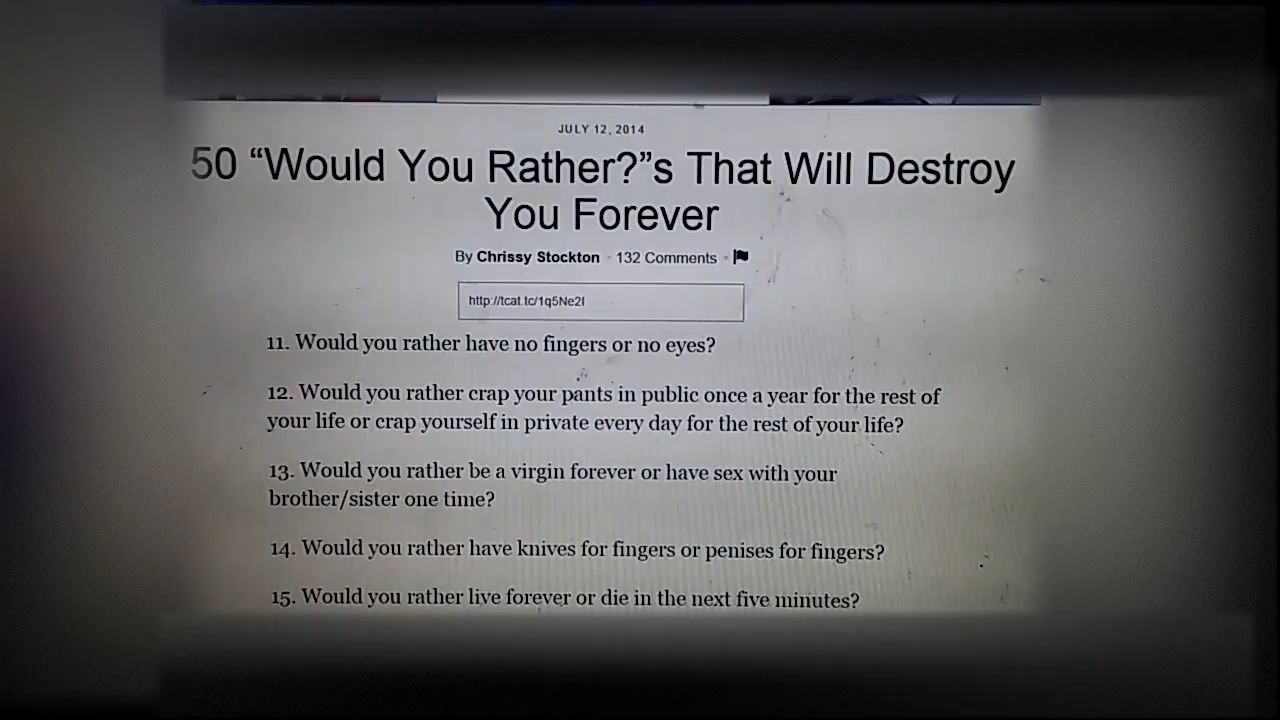 JULY 12, 2014
50 “Would You Rather?”s That Will Destroy
You Forever
By Chrissy Stockton · 132 Comments ·
http://tcat.tc/1q5Ne2I
11. Would you rather have no fingers or no eyes?
12. Would you rather crap your pants in public once a year for the rest of
your life or crap yourself in private every day for the rest of your life?
13. Would you rather be a virgin forever or have sex with your
brother/sister one time?
14. Would you rather have knives for fingers or penises for fingers?
15. Would you rather live forever or die in the next five minutes?